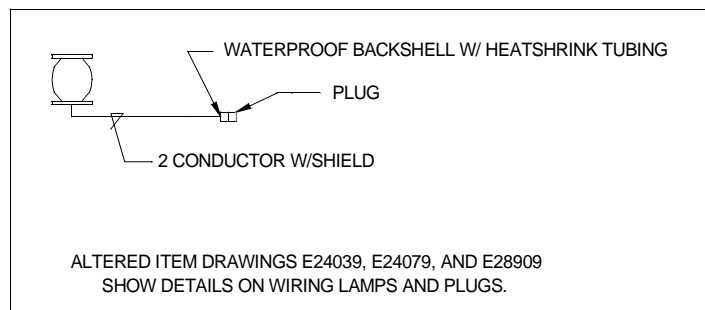 WATERPROOF BACKSHELL W/ HEATSHRINK TUBING
PLUG
2 CONDUCTOR W/SHIELD
ALTERED ITEM DRAWINGS E24039, E24079, AND E28909
SHOW DETAILS ON WIRING LAMPS AND PLUGS.